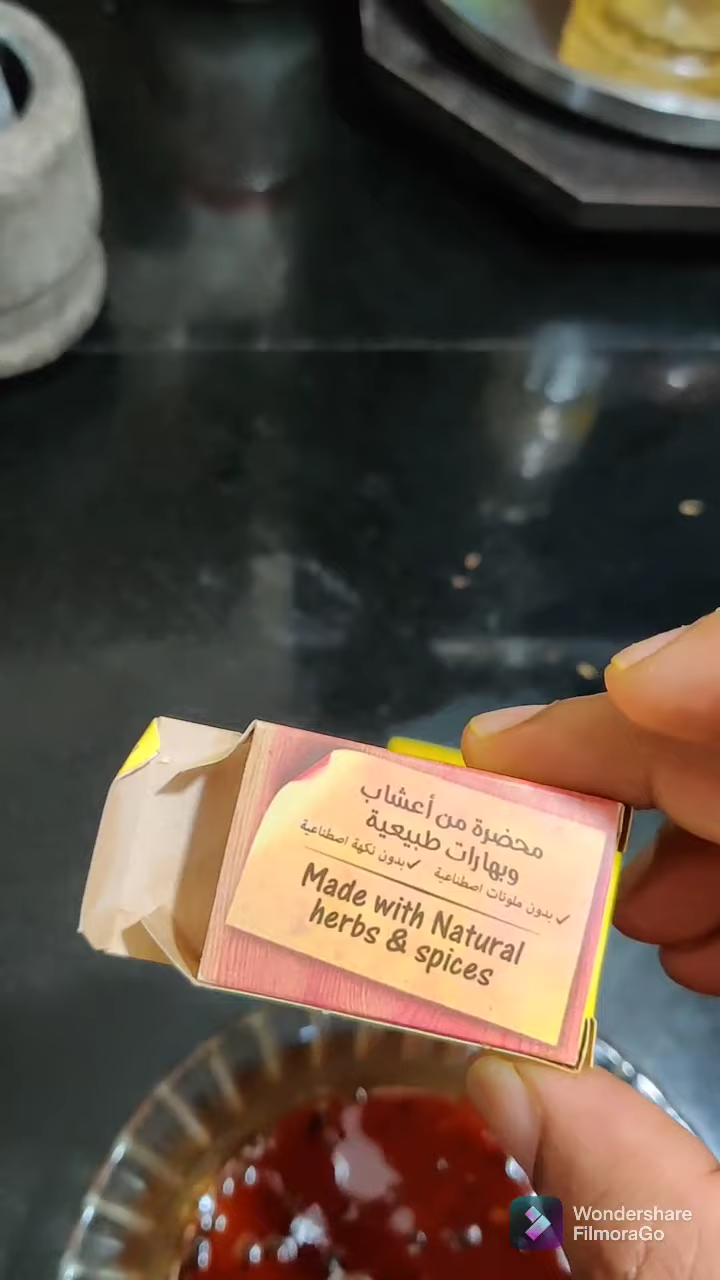 محضرة من أعشاب
وبهارات طبيعية
✓ بدون ملونات اصطناعية ✓ بدون نكهة اصطناعية
Made with Natural
herbs & spices
Wondershare
FilmoraGo